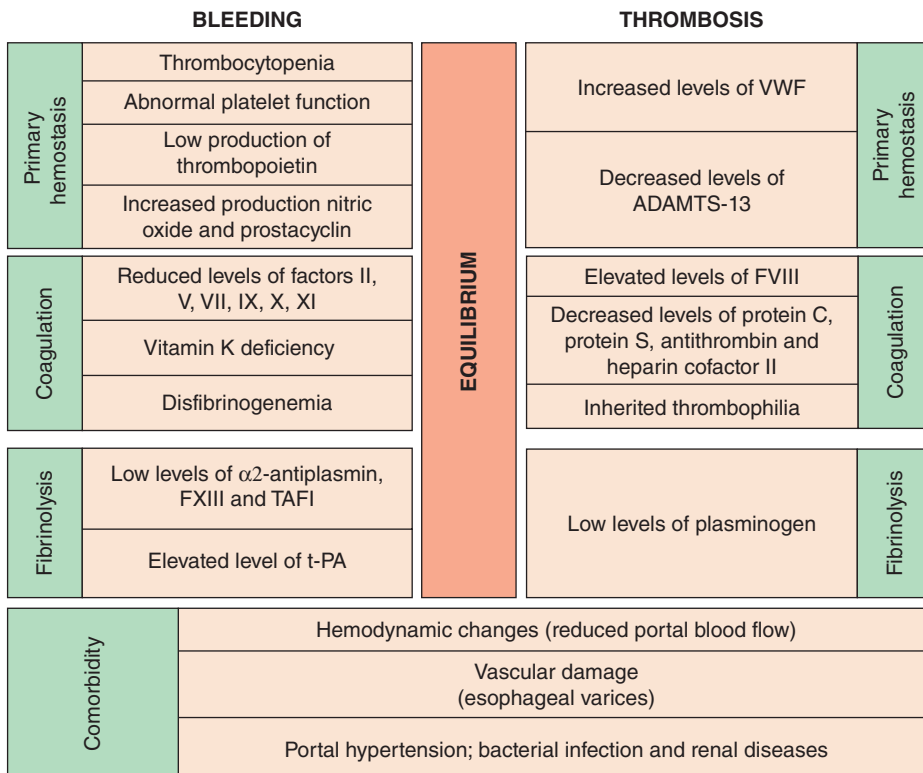 BLEEDING
THROMBOSIS
Primary
hemostasis
Thrombocytopenia
Abnormal platelet function
Low production of
thrombopoietin
Increased production nitric
oxide and prostacyclin
Coagulation
Reduced levels of factors II,
V, VII, IX, X, XI
Vitamin K deficiency
Disfibrinogenemia
Fibrinolysis
Low levels of α2-antiplasmin,
FXIII and TAFI
Elevated level of t-PA
EQUILIBRIUM
Increased levels of VWF
Decreased levels of
ADAMTS-13
Primary
hemostasis
Elevated levels of FVIII
Decreased levels of protein C,
protein S, antithrombin and
heparin cofactor II
Inherited thrombophilia
Coagulation
Low levels of plasminogen
Fibrinolysis
Comorbidity
Hemodynamic changes (reduced portal blood flow)
Vascular damage
(esophageal varices)
Portal hypertension; bacterial infection and renal diseases